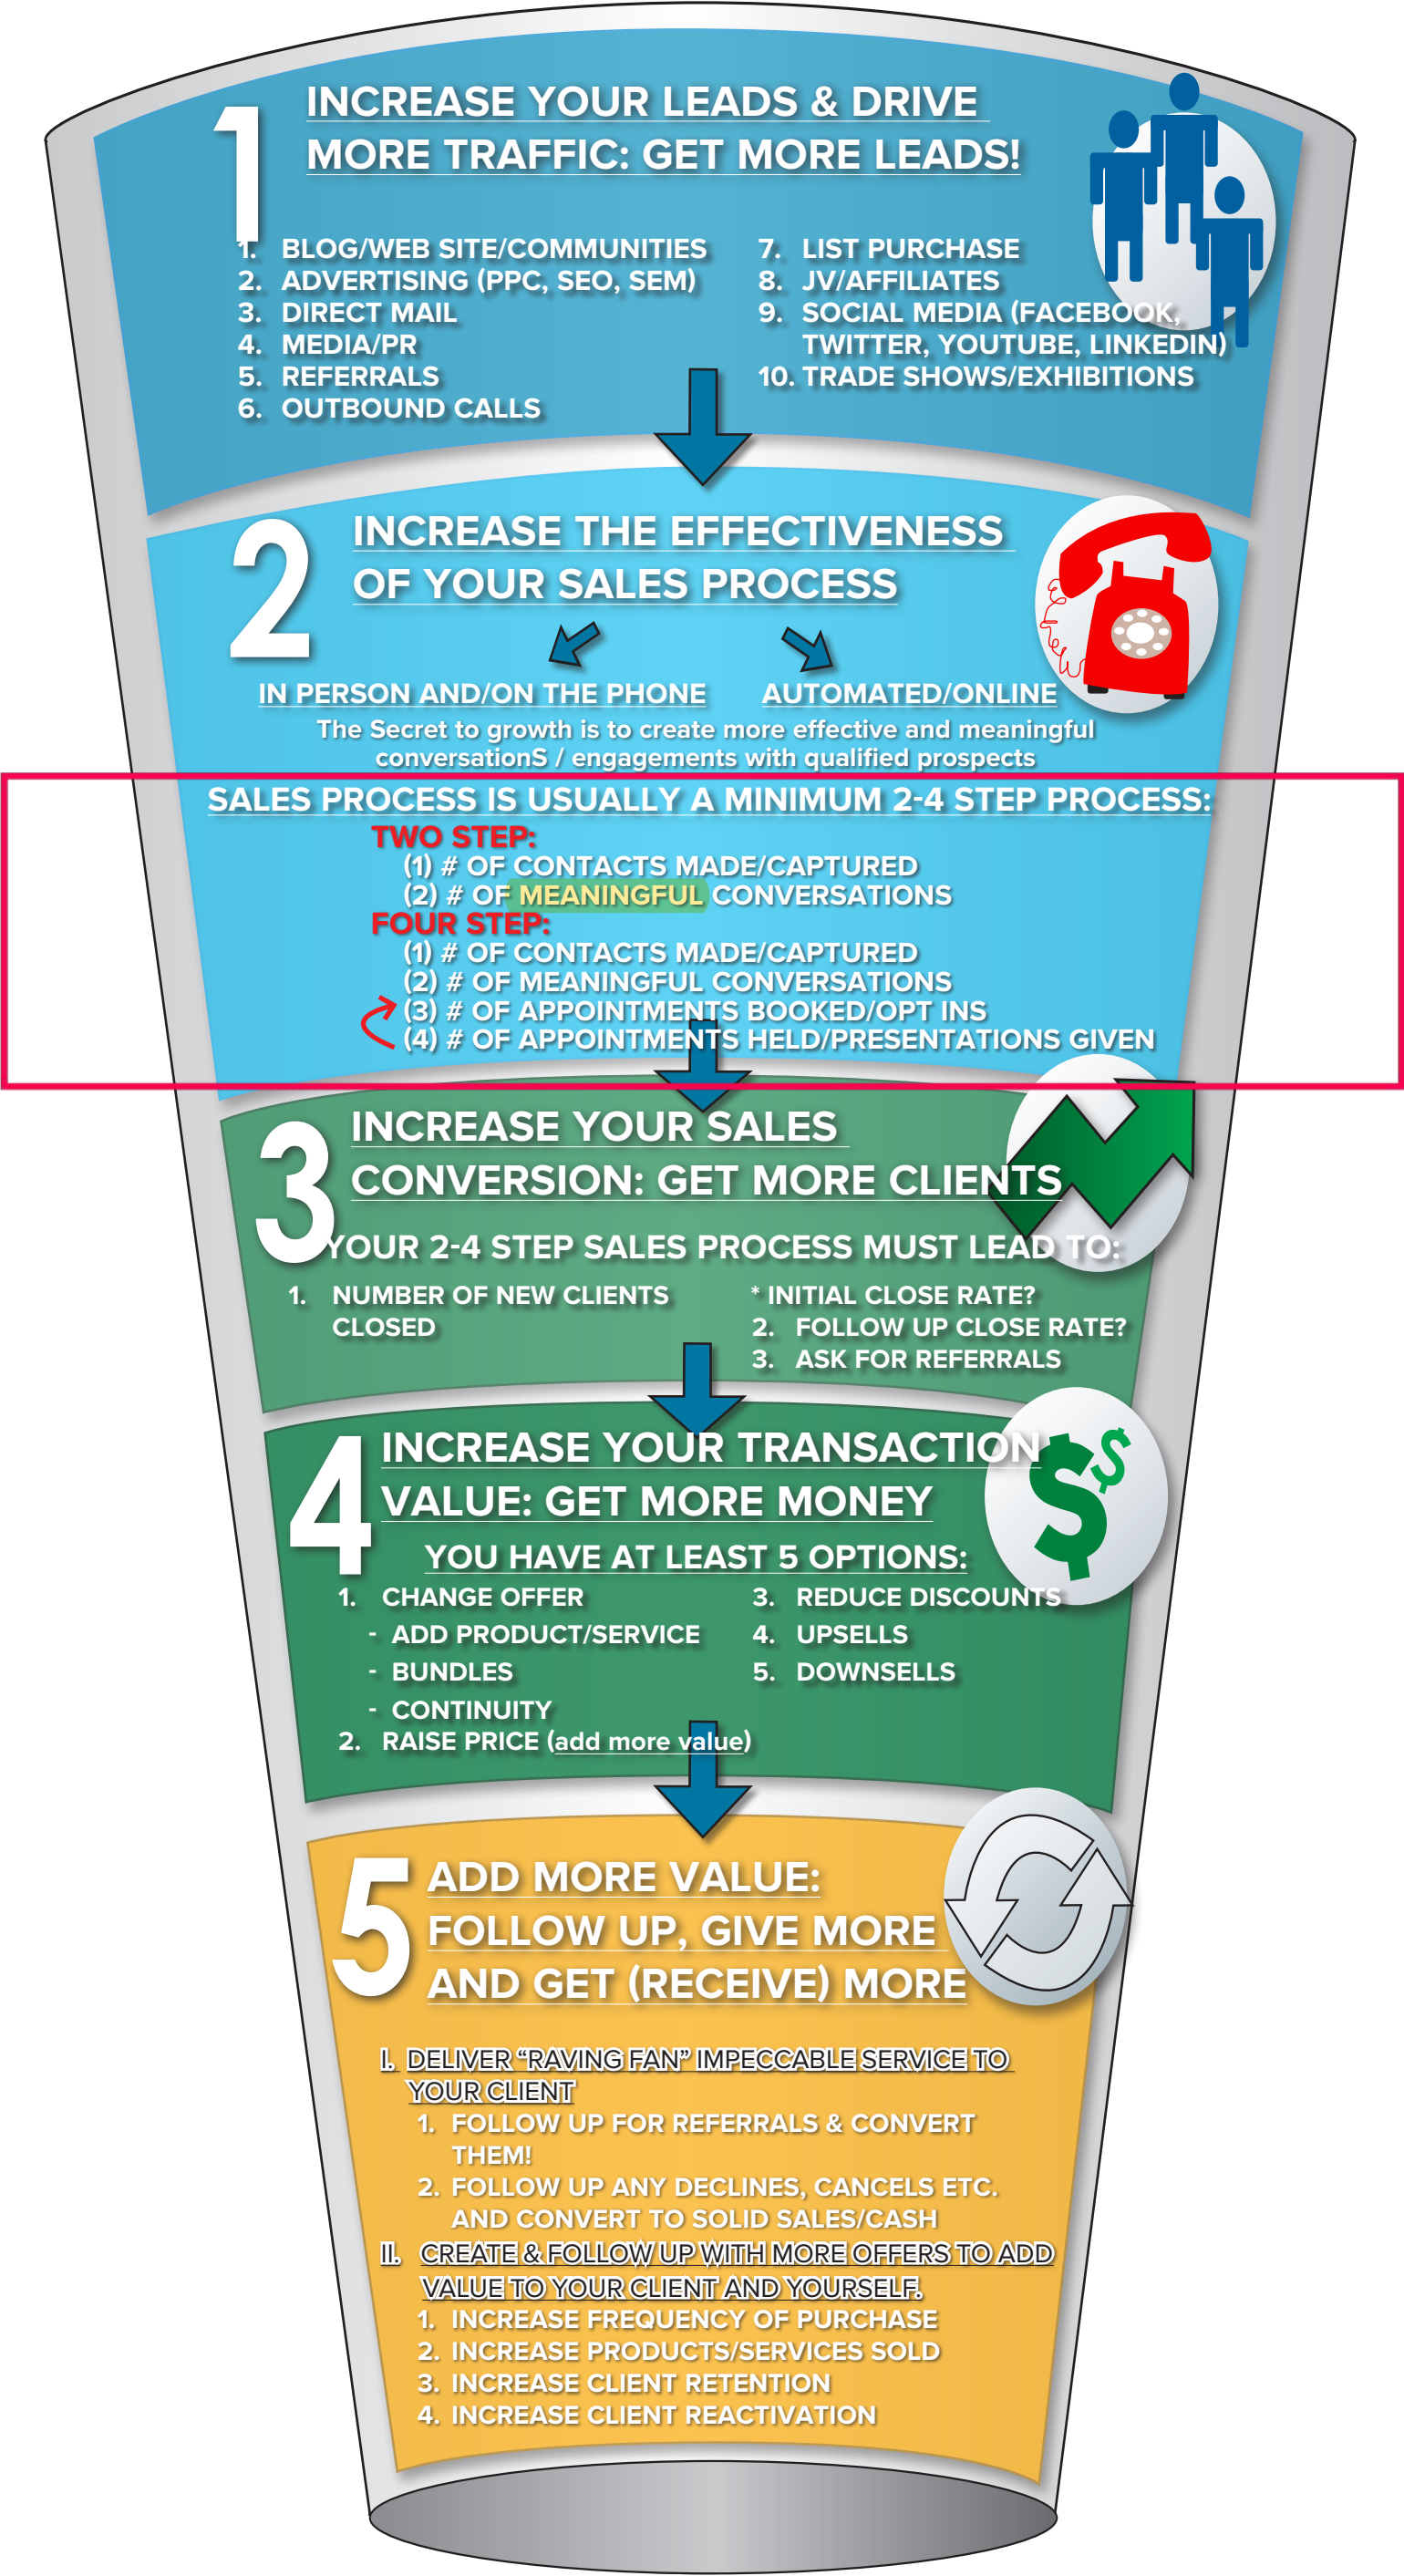 1
INCREASE YOUR LEADS & DRIVE
MORE TRAFFIC: GET MORE LEADS!
1. BLOG/WEB SITE/COMMUNITIES
2. ADVERTISING (PPC, SEO, SEM)
3. DIRECT MAIL
4. MEDIA/PR
5. REFERRALS
6. OUTBOUND CALLS
7. LIST PURCHASE
8. JV/AFFILIATES
9. SOCIAL MEDIA (FACEBOOK,
TWITTER, YOUTUBE, LINKEDIN)
10. TRADE SHOWS/EXHIBITIONS
2
INCREASE THE EFFECTIVENESS
OF YOUR SALES PROCESS
IN PERSON AND/ON THE PHONE
AUTOMATED/ONLINE
The Secret to growth is to create more effective and meaningful
conversationS / engagements with qualified prospects
SALES PROCESS IS USUALLY A MINIMUM 2-4 STEP PROCESS:
TWO STEP:
(1) # OF CONTACTS MADE/CAPTURED
(2) # OF MEANINGFUL CONVERSATIONS
FOUR STEP:
(1) # OF CONTACTS MADE/CAPTURED
(2) # OF MEANINGFUL CONVERSATIONS
(3) # OF APPOINTMENTS BOOKED/OPT INS
(4) # OF APPOINTMENTS HELD/PRESENTATIONS GIVEN
3
INCREASE YOUR SALES
CONVERSION: GET MORE CLIENTS
YOUR 2-4 STEP SALES PROCESS MUST LEAD TO:
1. NUMBER OF NEW CLIENTS
CLOSED
* INITIAL CLOSE RATE?
2. FOLLOW UP CLOSE RATE?
3. ASK FOR REFERRALS
4
INCREASE YOUR TRANSACTION
VALUE: GET MORE MONEY
$ $
YOU HAVE AT LEAST 5 OPTIONS:
1. CHANGE OFFER
- ADD PRODUCT/SERVICE
- BUNDLES
- CONTINUITY
2. RAISE PRICE (add more value)
3. REDUCE DISCOUNTS
4. UPSELLS
5. DOWNSELLS
5
ADD MORE VALUE:
FOLLOW UP, GIVE MORE
AND GET (RECEIVE) MORE
I. DELIVER “RAVING FAN” IMPECCABLE SERVICE TO
YOUR CLIENT
1. FOLLOW UP FOR REFERRALS & CONVERT
THEM!
2. FOLLOW UP ANY DECLINES, CANCELS ETC.
AND CONVERT TO SOLID SALES/CASH
II. CREATE & FOLLOW UP WITH MORE OFFERS TO ADD
VALUE TO YOUR CLIENT AND YOURSELF.
1. INCREASE FREQUENCY OF PURCHASE
2. INCREASE PRODUCTS/SERVICES SOLD
3. INCREASE CLIENT RETENTION
4. INCREASE CLIENT REACTIVATION